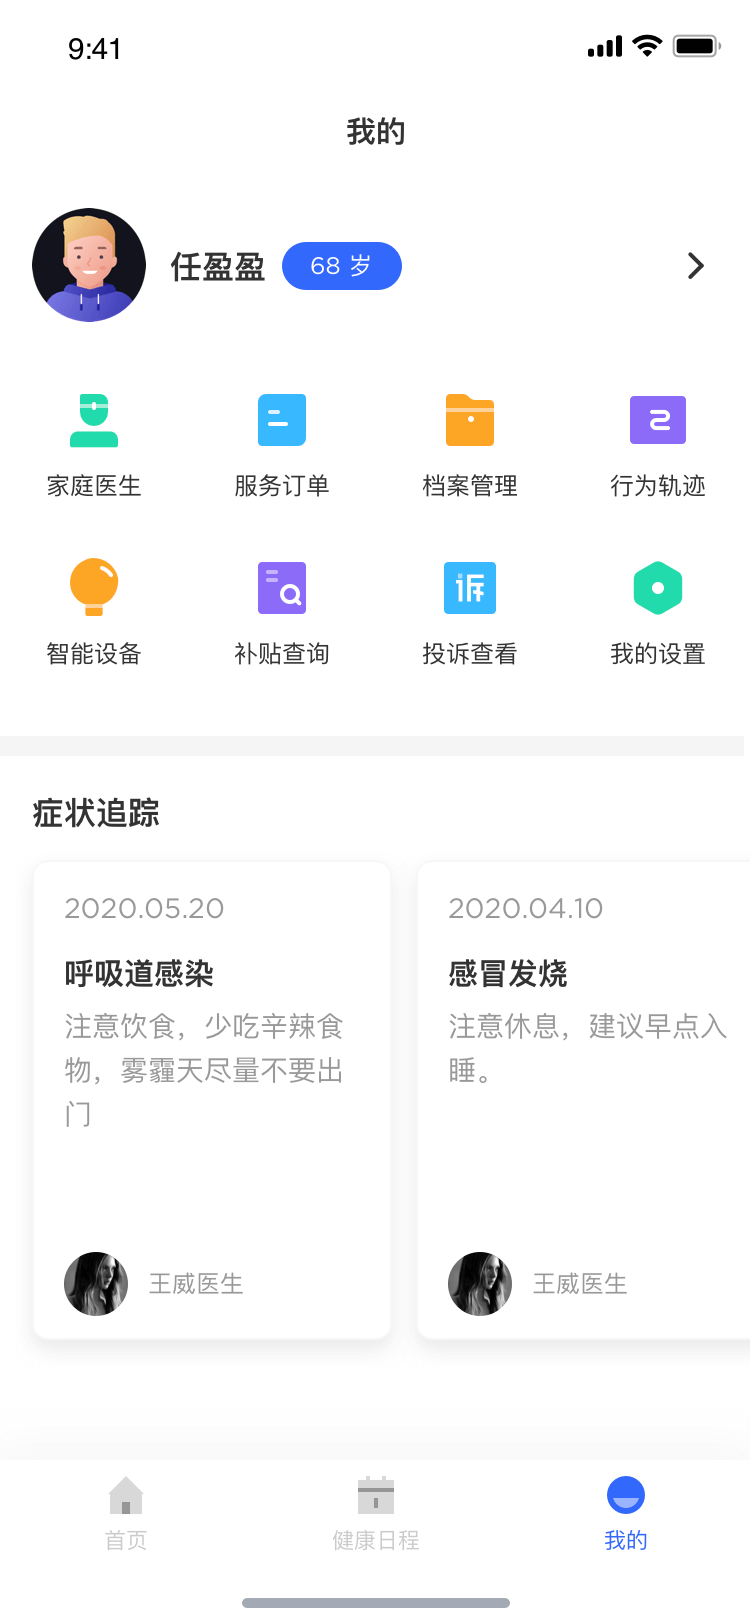 9:41
我的
任盈盈
68 岁
家庭医生
服务订单
档案管理
行为轨迹
诉
智能设备
补贴查询
投诉查看
我的设置
症状追踪
2020.05.20
呼吸道感染
注意饮食，少吃辛辣食
物，雾霾天尽量不要出
门
王威医生
2020.04.10
感冒发烧
注意休息，建议早点入
睡。
王威医生
首页
健康日程
我的